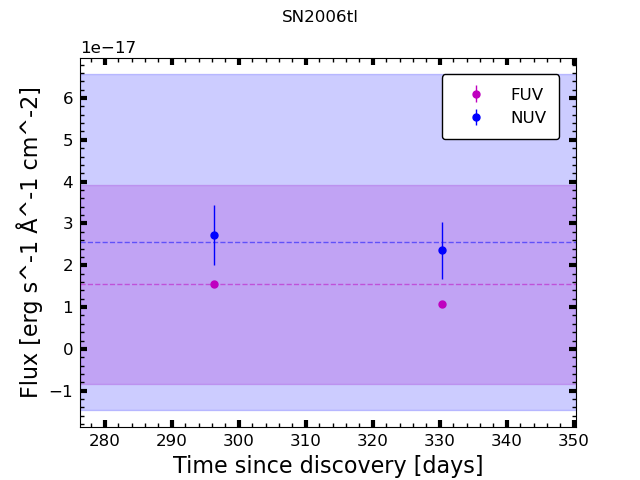 SN2006tl
1e−17
Flux [erg s^-1 Å^-1 cm^-2]
6
5
4
3
2
1
0
−1
FUV
NUV
280 290 300 310 320 330 340 350
Time since discovery [days]